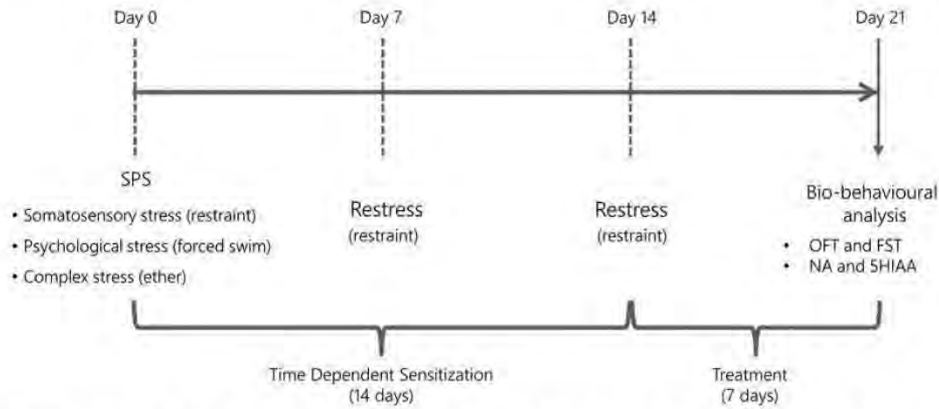 Day 0
Day 7
Day 14
Day 21
SPS
• Somatosensory stress (restraint)
• Psychological stress (forced swim)
• Complex stress (ether)
Restress
(restraint)
Restress
(restraint)
Bio-behavioural
analysis
• OFT and FST
• NA and 5HIAA
Time Dependent Sensitization
(14 days)
Treatment
(7 days)